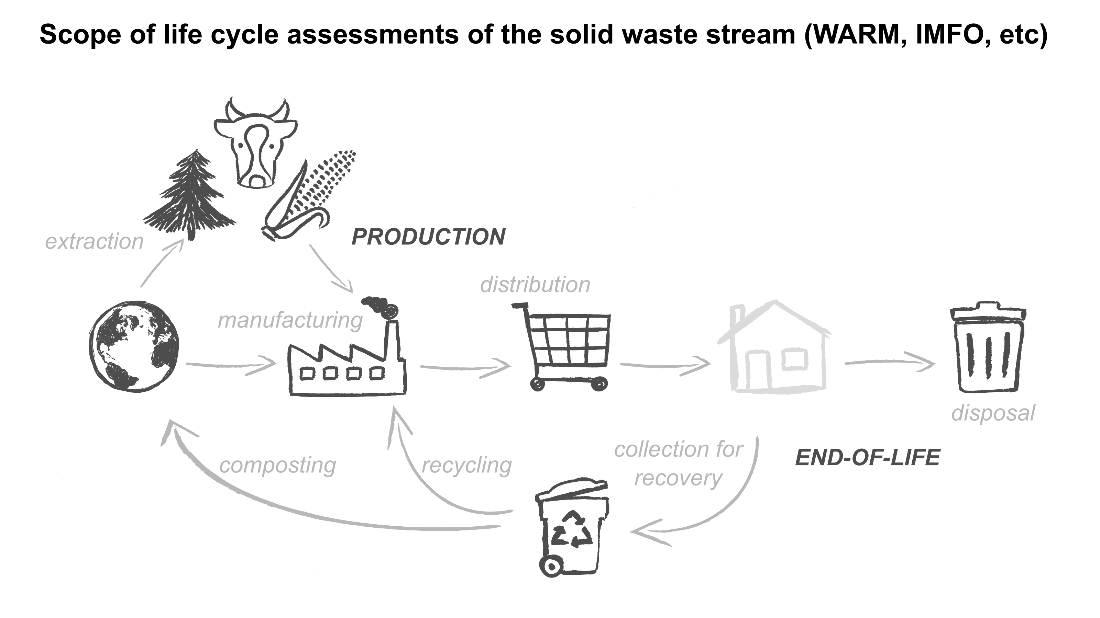 Scope of life cycle assessments of the solid waste stream (WARM, IMFO, etc)
extraction
PRODUCTION
distribution
manufacturing
disposal
composting
recycling
collection for
recovery
END-OF-LIFE